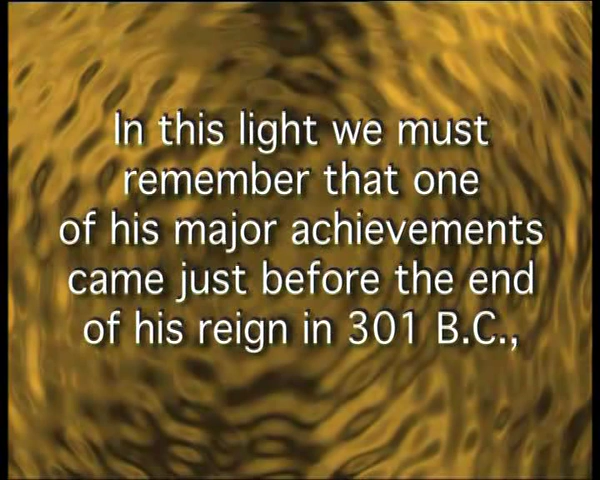 In this light we must
remember that one
of his major achievements
came just before the end
of his reign in 301 B.C.,